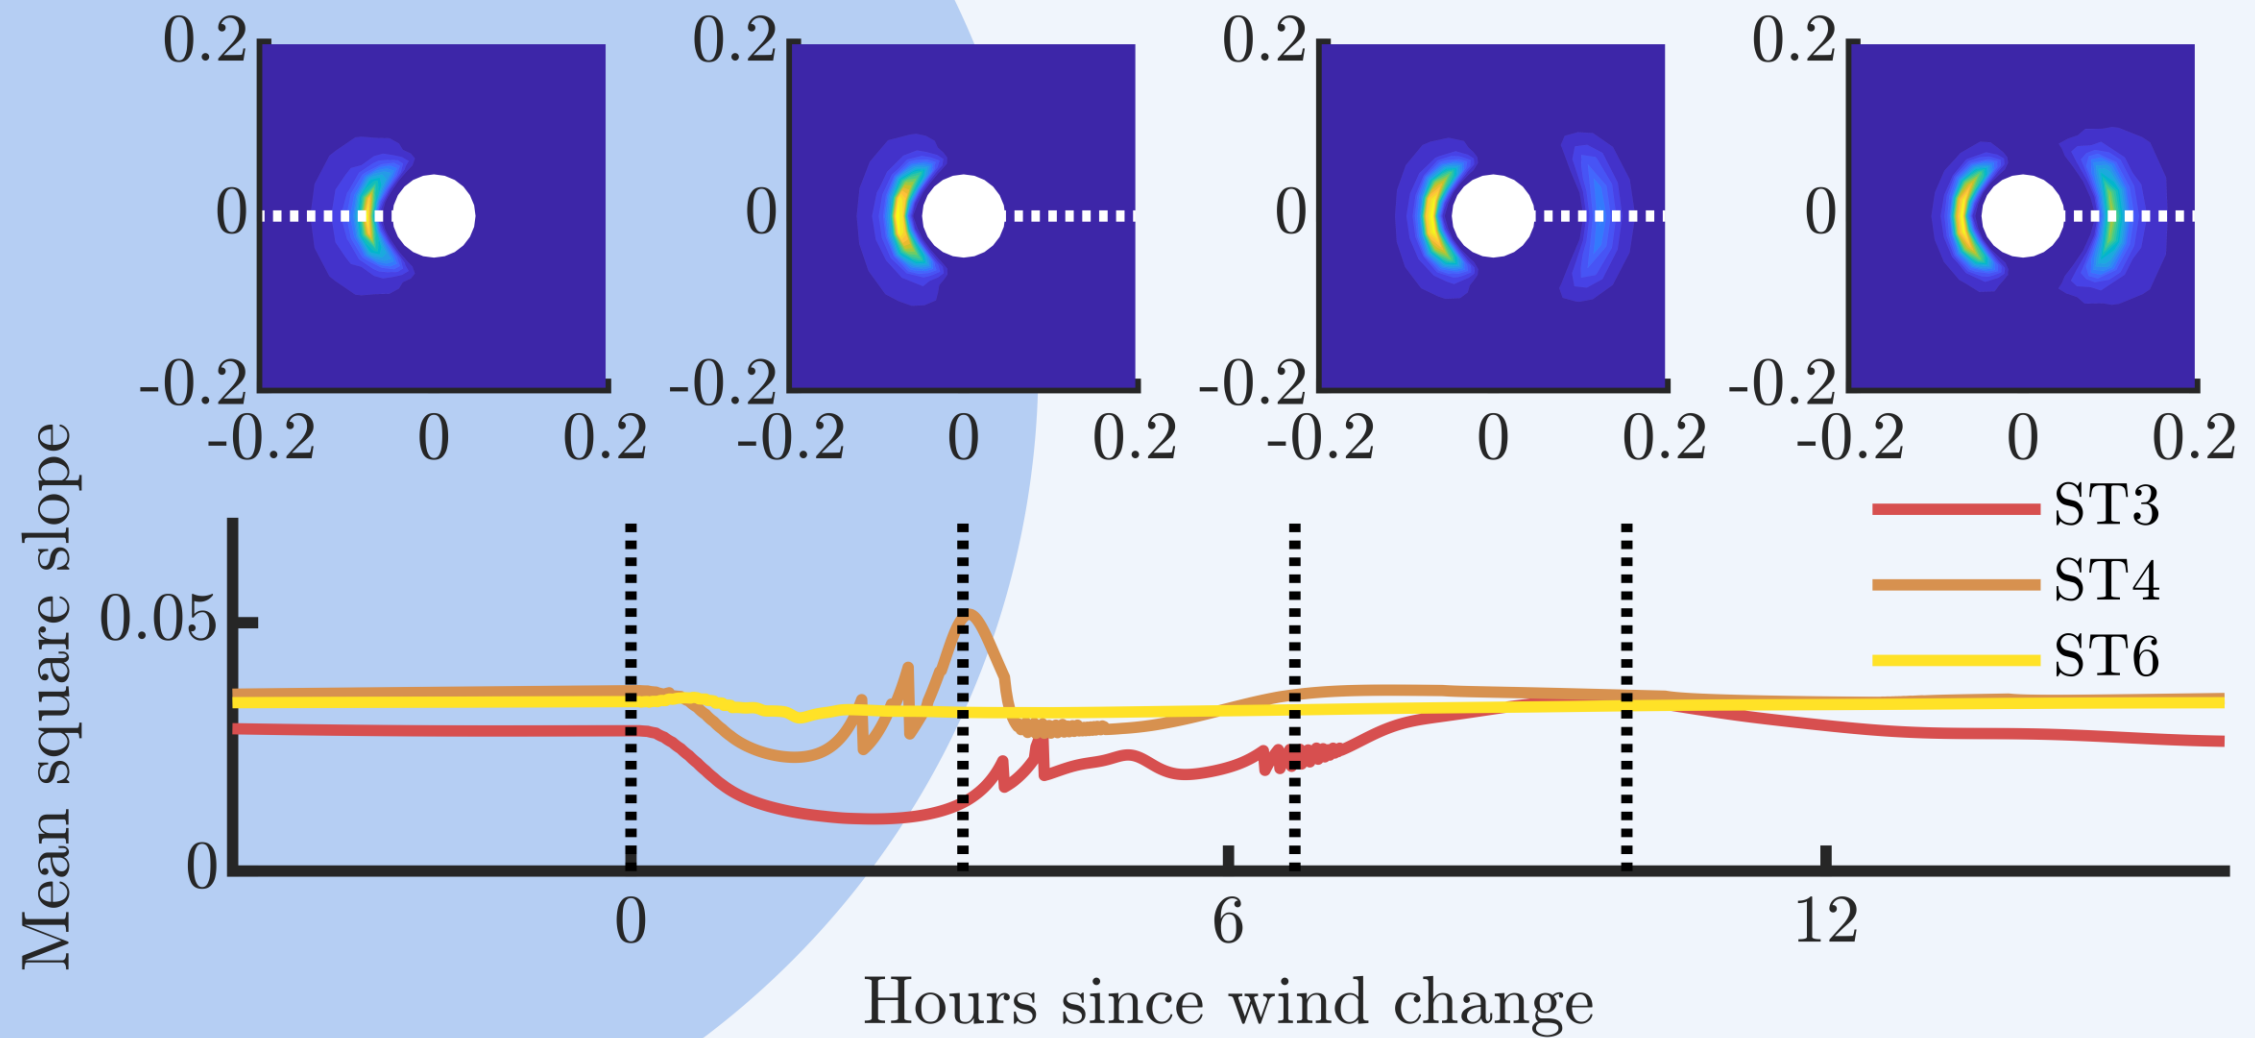 0.2 0.2 0.2 0.2
0 0 0 0
-0.2 -0.2 -0.2 -0.2
-0.2 0 0.2 -0.2 0 0.2 -0.2 0 0.2 -0.2 0 0.2
Mean square slope
ST3
ST4
ST6
0.05
0
0 6 12
Hours since wind change